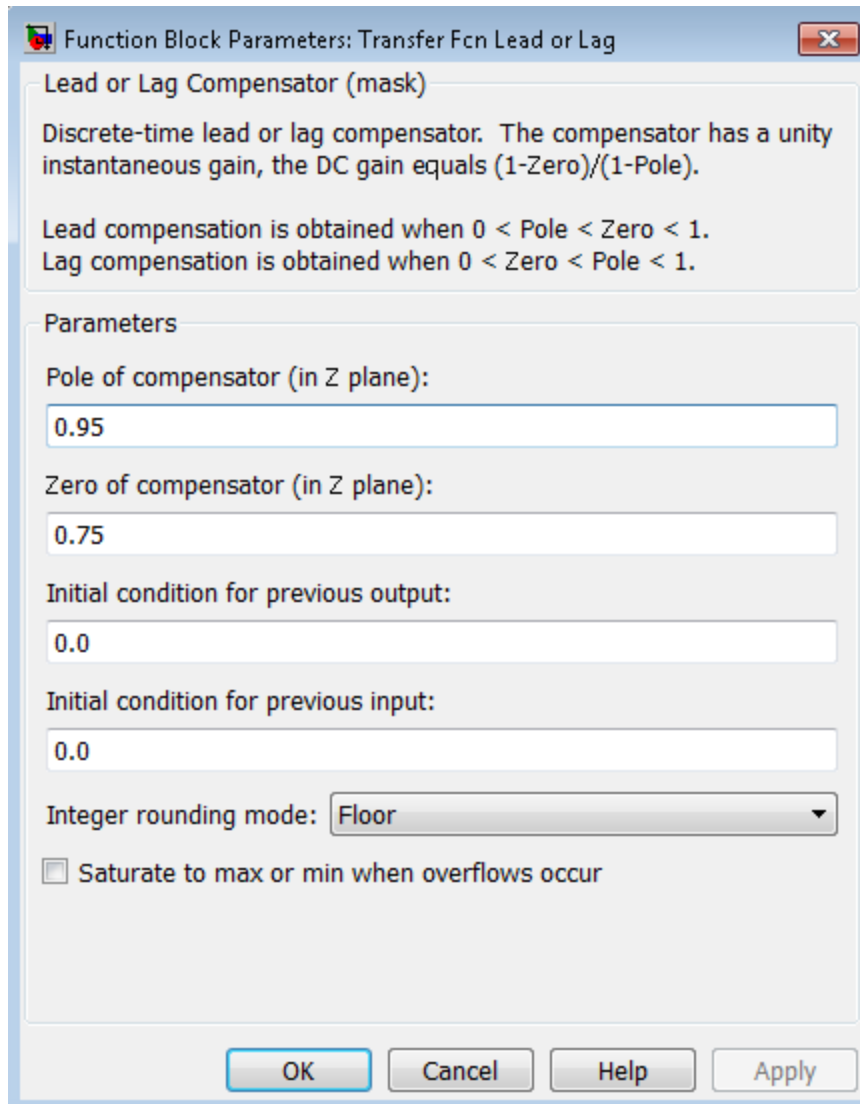 Function Block Parameters: Transfer Fcn Lead or Lag
Lead or Lag Compensator (mask)
Discrete-time lead or lag compensator.  The compensator has a unity
instantaneous gain, the DC gain equals (1-Zero)/(1-Pole).
Lead compensation is obtained when 0 < Pole < Zero < 1.
Lag compensation is obtained when 0 < Zero < Pole < 1.
Parameters
Pole of compensator (in Z plane):
0.95
Zero of compensator (in Z plane):
0.75
Initial condition for previous output:
0.0
Initial condition for previous input:
0.0
Integer rounding mode: Floor
Saturate to max or min when overflows occur
OK Cancel Help Apply